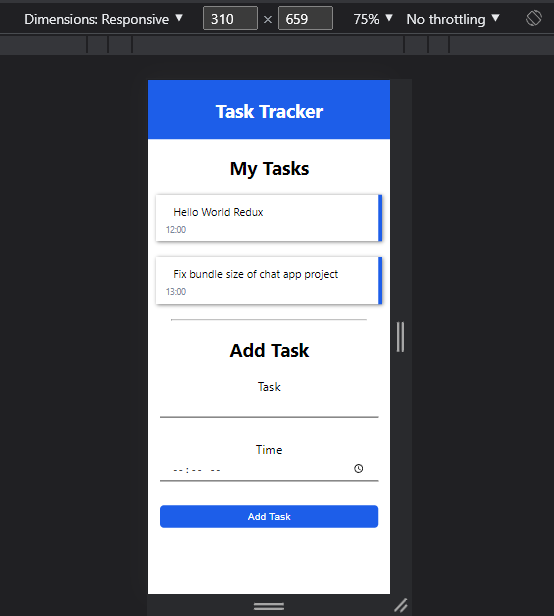 Dimensions: Responsive ▼ 310 × 659 75% ▼ No throttling ▼
Task Tracker
My Tasks
Hello World Redux
12:00
Fix bundle size of chat app project
13:00
Add Task
Task
Time
--:-- --
Add Task